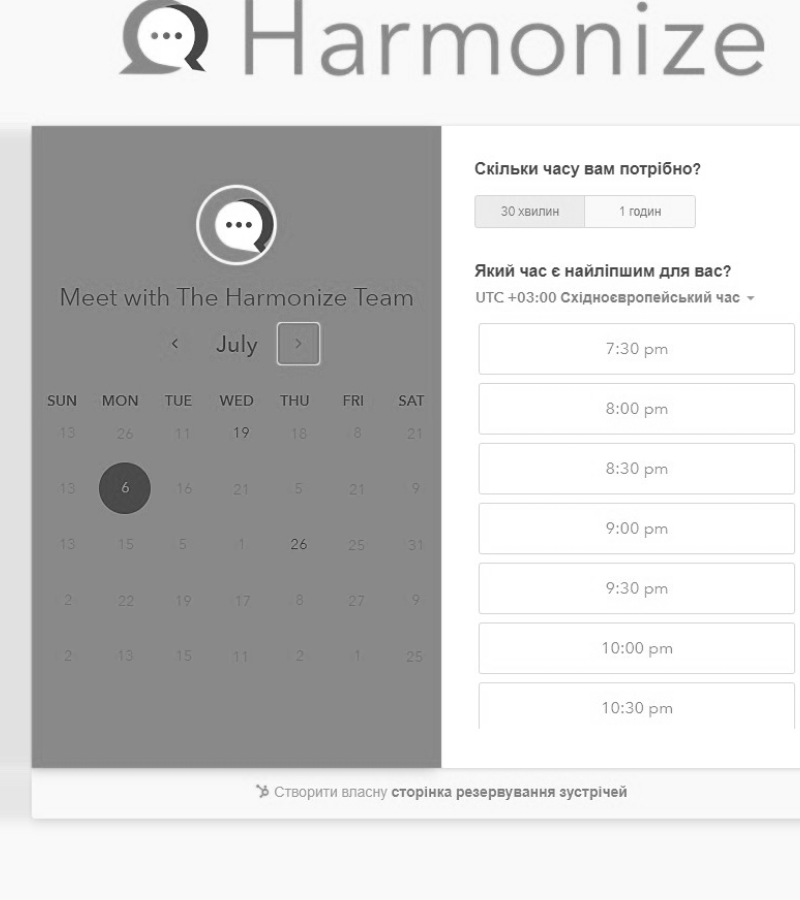 Harmonize
Meet with The Harmonize Team
July
SUN MON TUE WED THU FRI SAT
13 26 11 19 18 8 21
13 6 16 21 5 21 9
13 15 5 1 26 25 31
2 22 19 17 8 27 9
2 13 15 11 2 1 25
Скільки часу вам потрібно?
30 хвилин 1 годин
Який час є найліпшим для вас?
UTC +03:00 Східноєвропейський час
7:30 pm
8:00 pm
8:30 pm
9:00 pm
9:30 pm
10:00 pm
10:30 pm
Створити власну сторінка резервування зустрічей